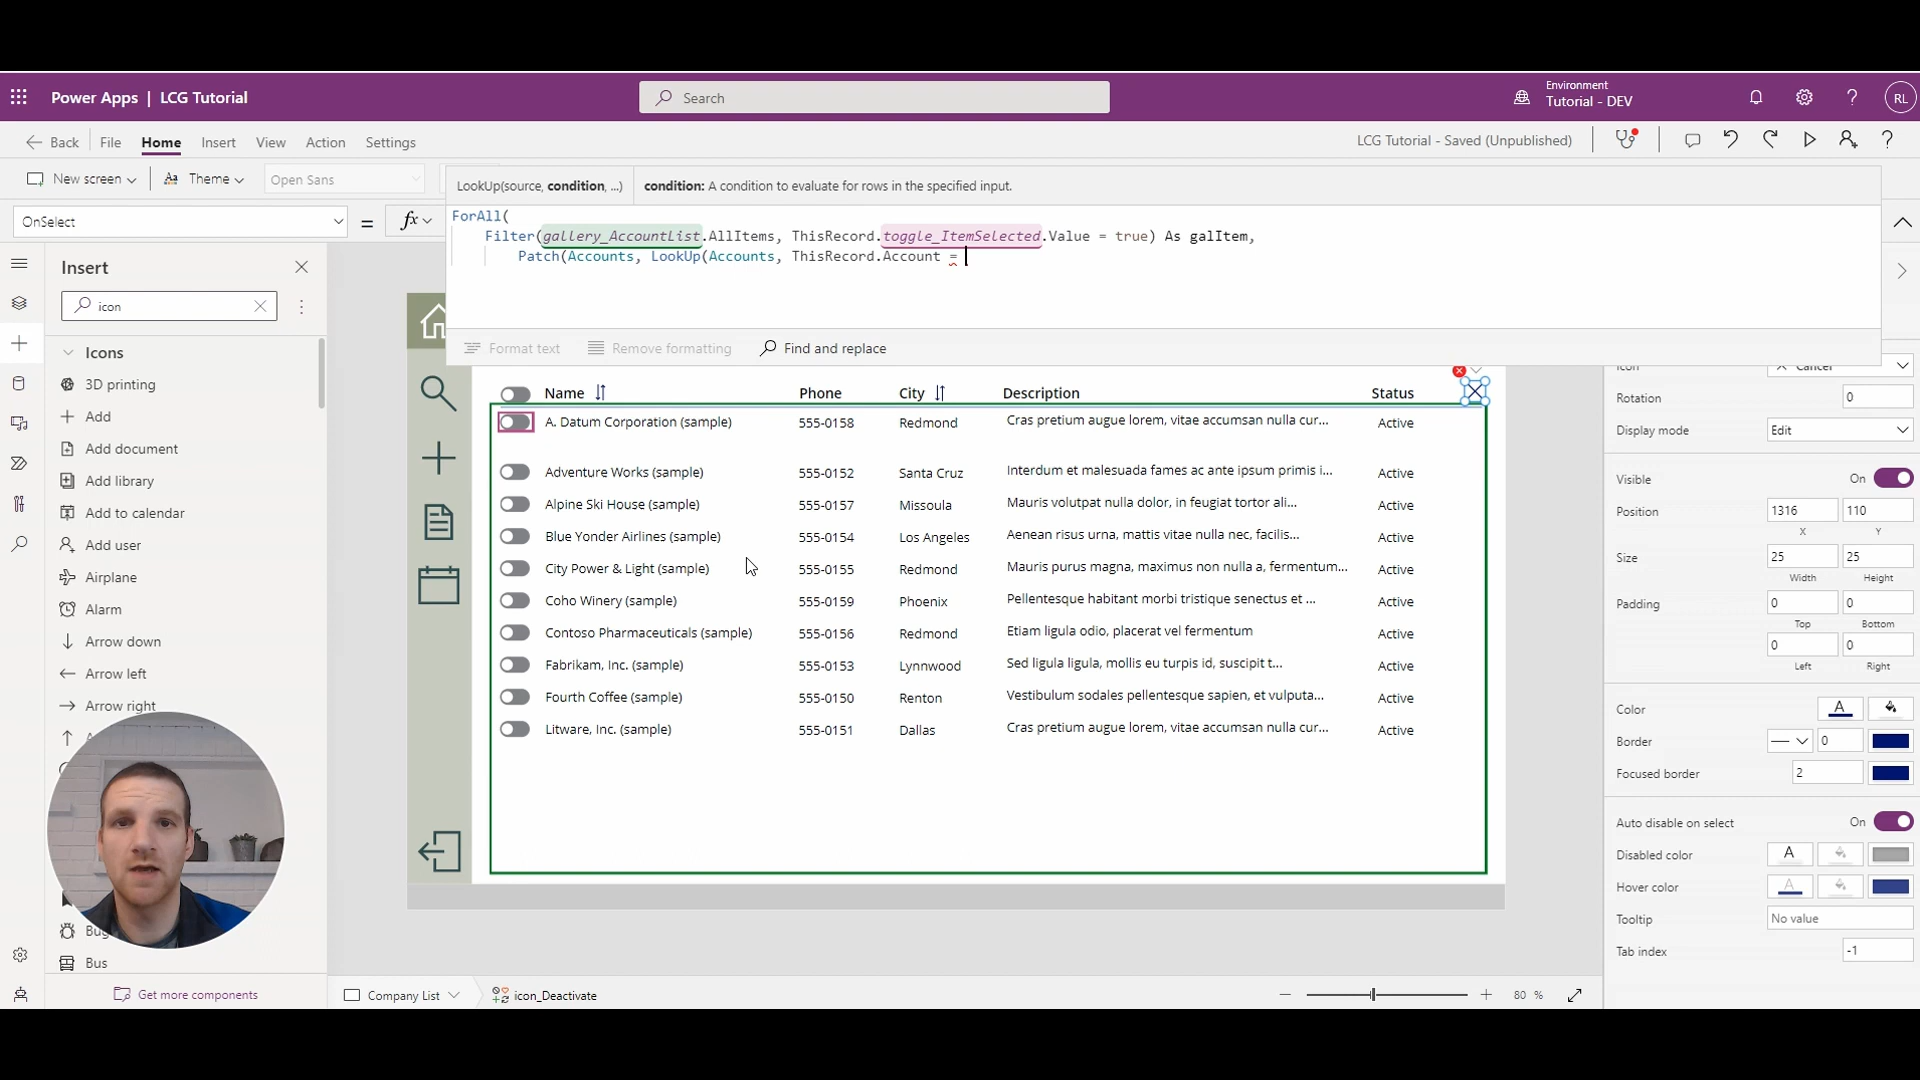 Power Apps | LCG Tutorial
Search
Environment
Tutorial - DEV
RL
Back
File
Home
Insert
View
Action
Settings
LCG Tutorial - Saved (Unpublished)
New screen
Theme
Open Sans
LookUp(source, condition, ...)
condition: A condition to evaluate for rows in the specified input.
OnSelect
=
fx
ForAll(
Filter(gallery_AccountList.AllItems, ThisRecord.toggle_ItemSelected.Value = true) As galItem,
Patch(Accounts, LookUp(Accounts, ThisRecord.Account =
Format text
Remove formatting
Find and replace
Insert
icon
Icons
3D printing
Add
Add document
Add library
Add to calendar
Add user
Airplane
Alarm
Arrow down
Arrow left
Arrow right
Bus
Get more components
Name
Phone
City
Description
Status
A. Datum Corporation (sample) 555-0158 Redmond Cras pretium augue lorem, vitae accumsan nulla cur... Active
Adventure Works (sample) 555-0152 Santa Cruz Interdum et malesuada fames ac ante ipsum primis i... Active
Alpine Ski House (sample) 555-0157 Missoula Mauris volutpat nulla dolor, in feugiat tortor ali... Active
Blue Yonder Airlines (sample) 555-0154 Los Angeles Aenean risus urna, mattis vitae nulla nec, facilis... Active
City Power & Light (sample) 555-0155 Redmond Mauris purus magna, maximus non nulla a, fermentum... Active
Coho Winery (sample) 555-0159 Phoenix Pellentesque habitant morbi tristique senectus et ... Active
Contoso Pharmaceuticals (sample) 555-0156 Redmond Etiam ligula odio, placerat vel fermentum Active
Fabrikam, Inc. (sample) 555-0153 Lynnwood Sed ligula ligula, mollis eu turpis id, suscipit t... Active
Fourth Coffee (sample) 555-0150 Renton Vestibulum sodales pellentesque sapien, et vulputa... Active
Litware, Inc. (sample) 555-0151 Dallas Cras pretium augue lorem, vitae accumsan nulla cur... Active
Rotation 0
Display mode Edit
Visible On
Position 1316 110
X Y
Size 25 25
Width Height
Padding 0 0
Top Bottom
0 0
Left Right
Color
Border 0
Focused border 2
Auto disable on select On
Disabled color
Hover color
Tooltip No value
Tab index -1
Company List
icon_Deactivate
80 %